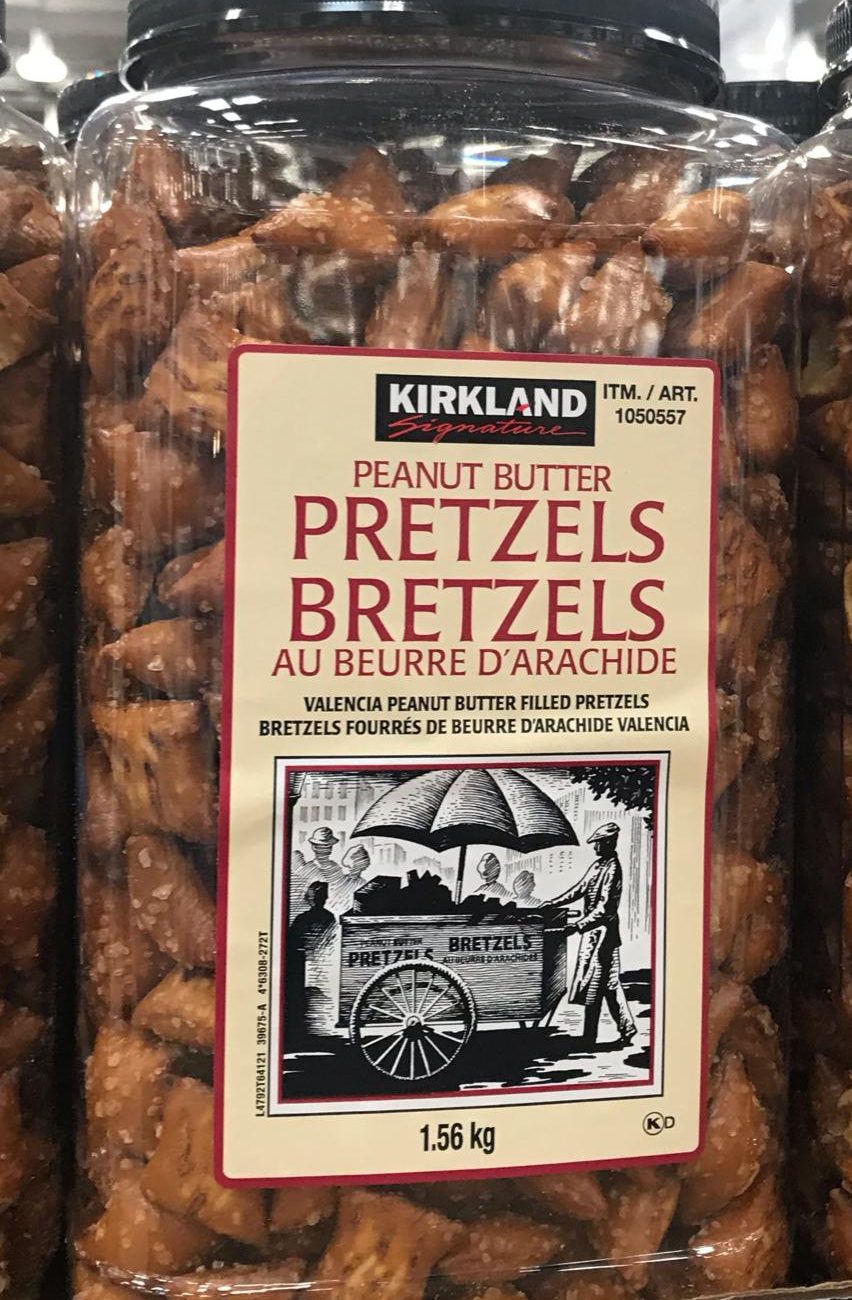 KIRKLAND
Signature
ITM. / ART.
1050557
PEANUT BUTTER
PRETZELS
BRETZELS
AU BEURRE D'ARACHIDE
VALENCIA PEANUT BUTTER FILLED PRETZELS
BRETZELS FOURRÉS DE BEURRE D'ARACHIDE VALENCIA
PEANUT BUTTER
PRETZELS
BRETZELS
AU BEURRE D'ARACHIDE
L4792T64121 39675-A 4*6308-272T
1.56 kg
K D